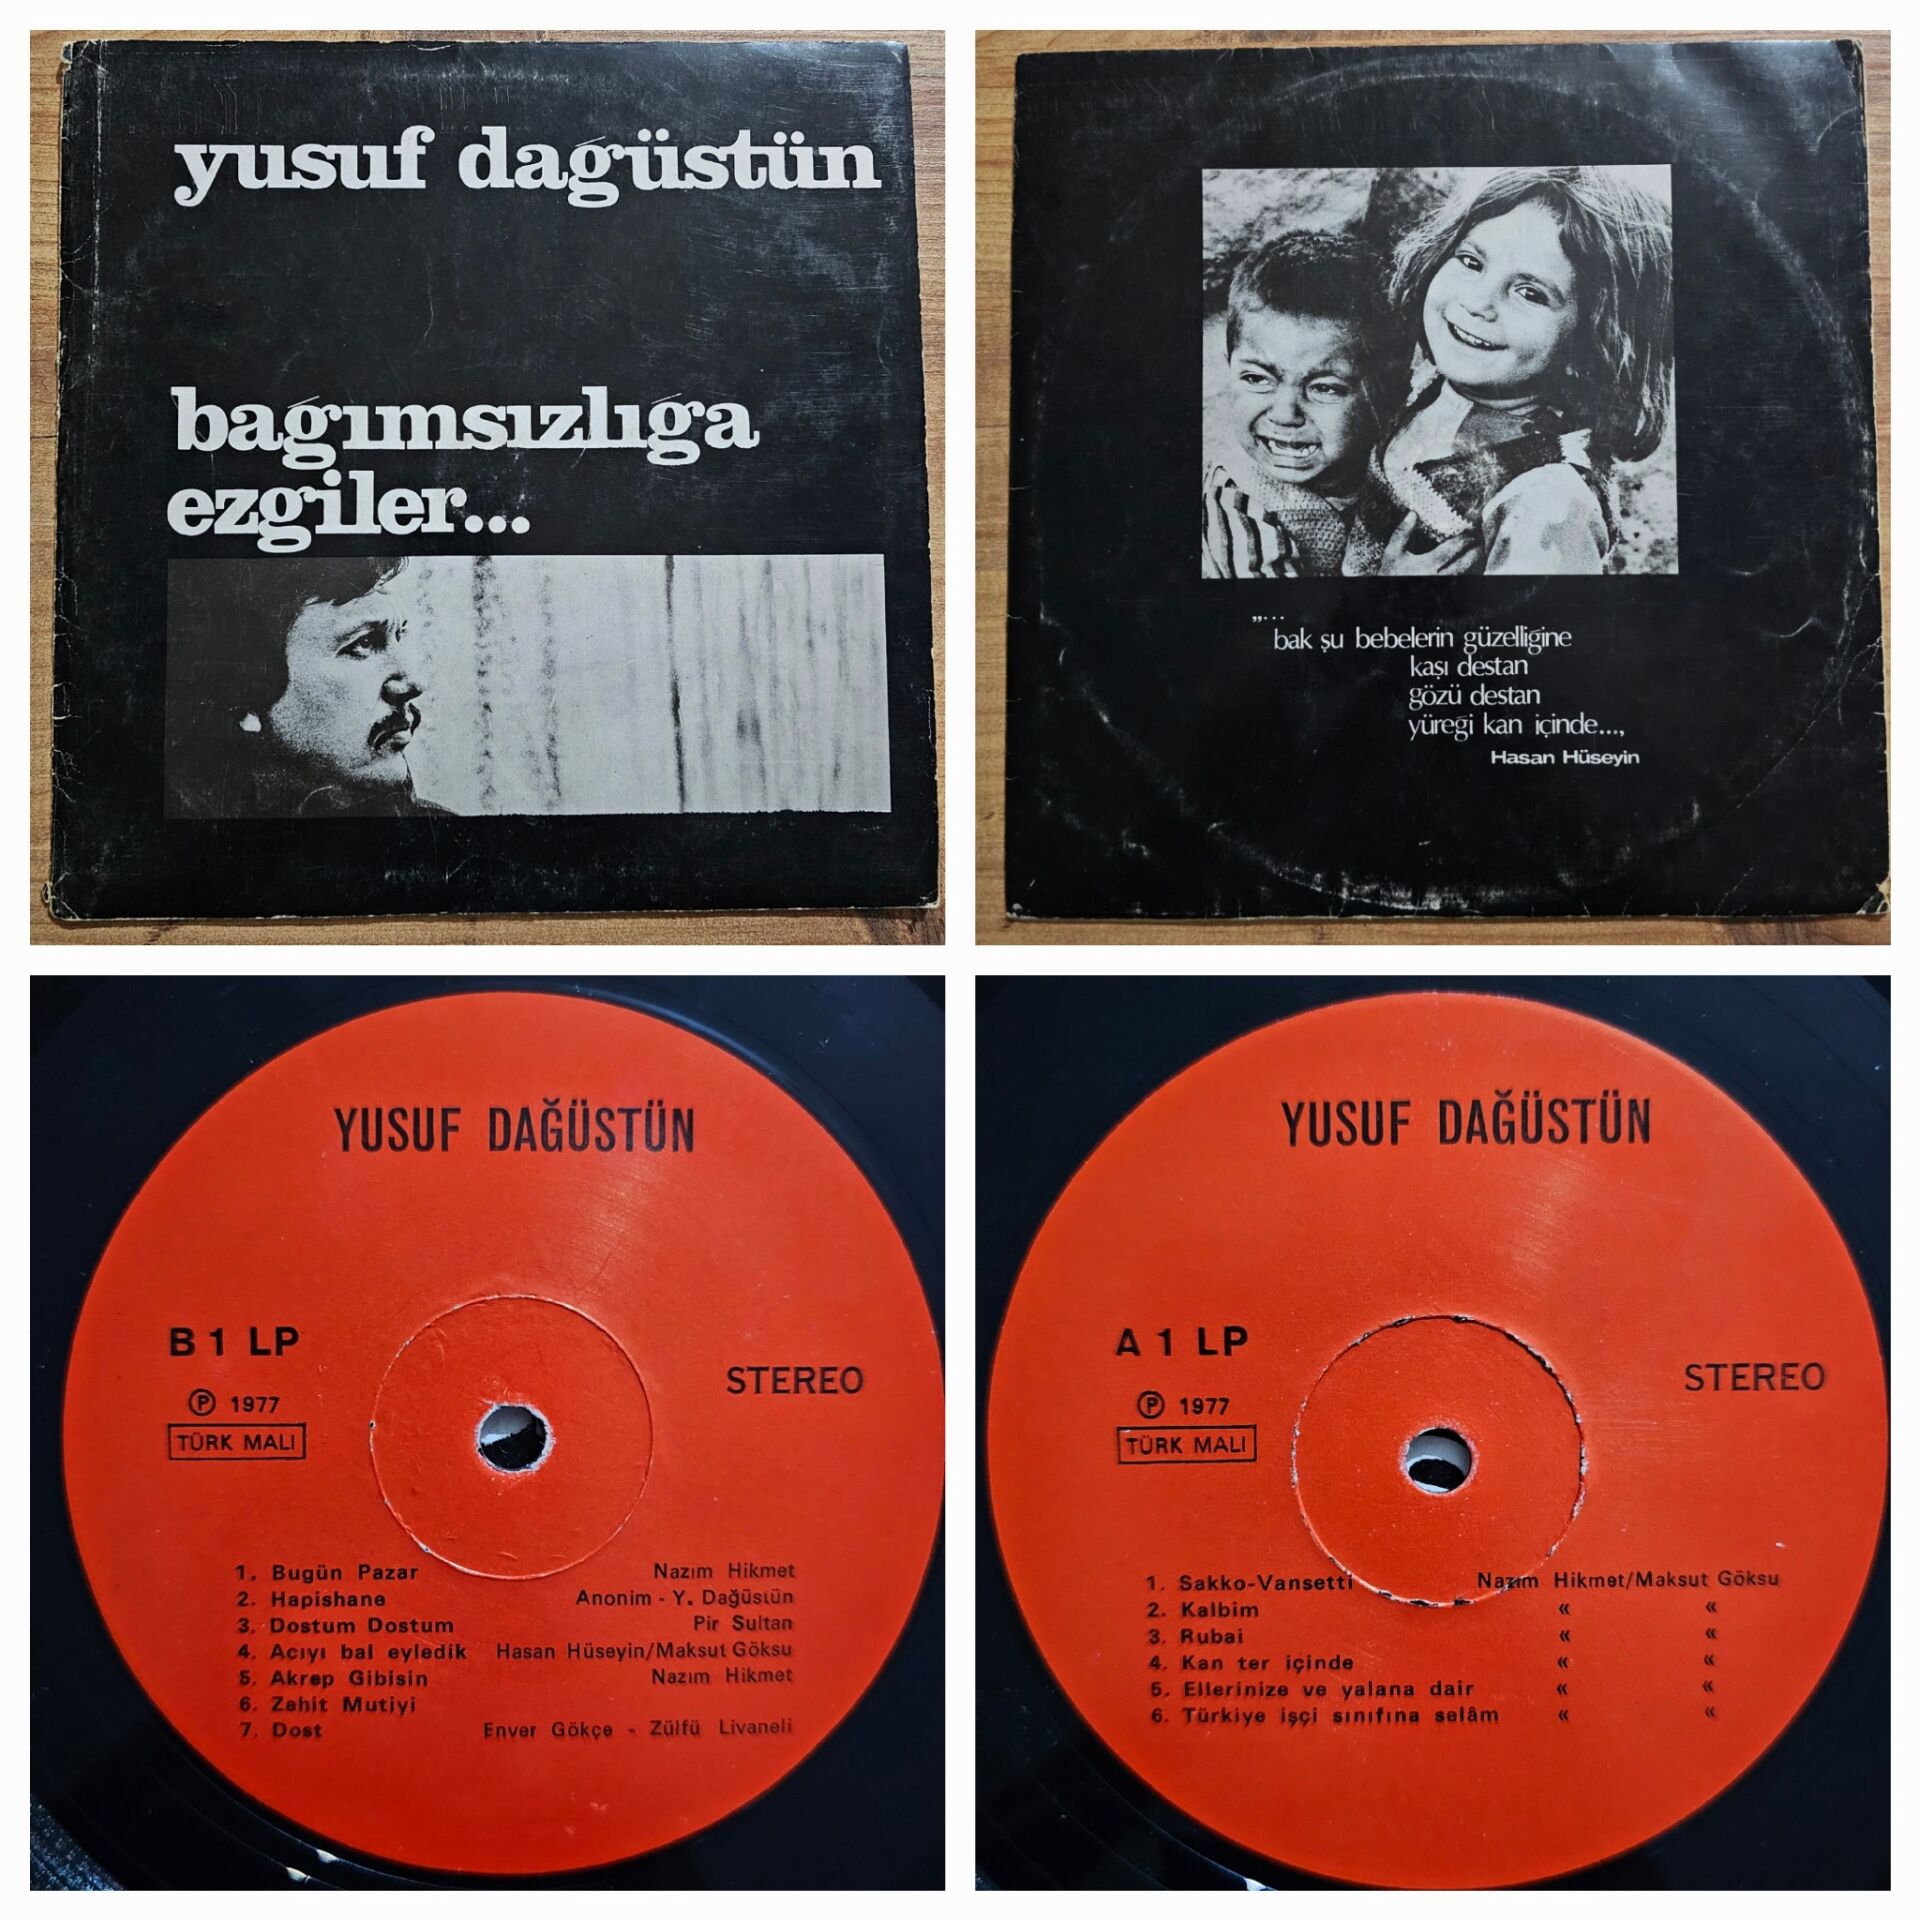 yusuf dağüstün
bağımsızlığa
ezgiler...
„...
bak şu bebelerin güzelliğine
kaşı destan
gözü destan
yüreği kan içinde...,
Hasan Hüseyin
YUSUF DAĞÜSTÜN
B 1 LP
STEREO
Ⓟ 1977
TÜRK MALI
1. Bugün Pazar Nazım Hikmet
2. Hapishane Anonim - Y. Dağüstün
3. Dostum Dostum Pir Sultan
4. Acıyı bal eyledik Hasan Hüseyin/Maksut Göksu
5. Akrep Gibisin Nazım Hikmet
6. Zahit Mutiyi
7. Dost Enver Gökçe - Zülfü Livaneli
YUSUF DAĞÜSTÜN
A 1 LP
STEREO
Ⓟ 1977
TÜRK MALI
1. Sakko-Vansetti Nazım Hikmet/Maksut Göksu
2. Kalbim « «
3. Rubai « «
4. Kan ter içinde « «
5. Ellerinize ve yalana dair « «
6. Türkiye işçi sınıfına selâm « «